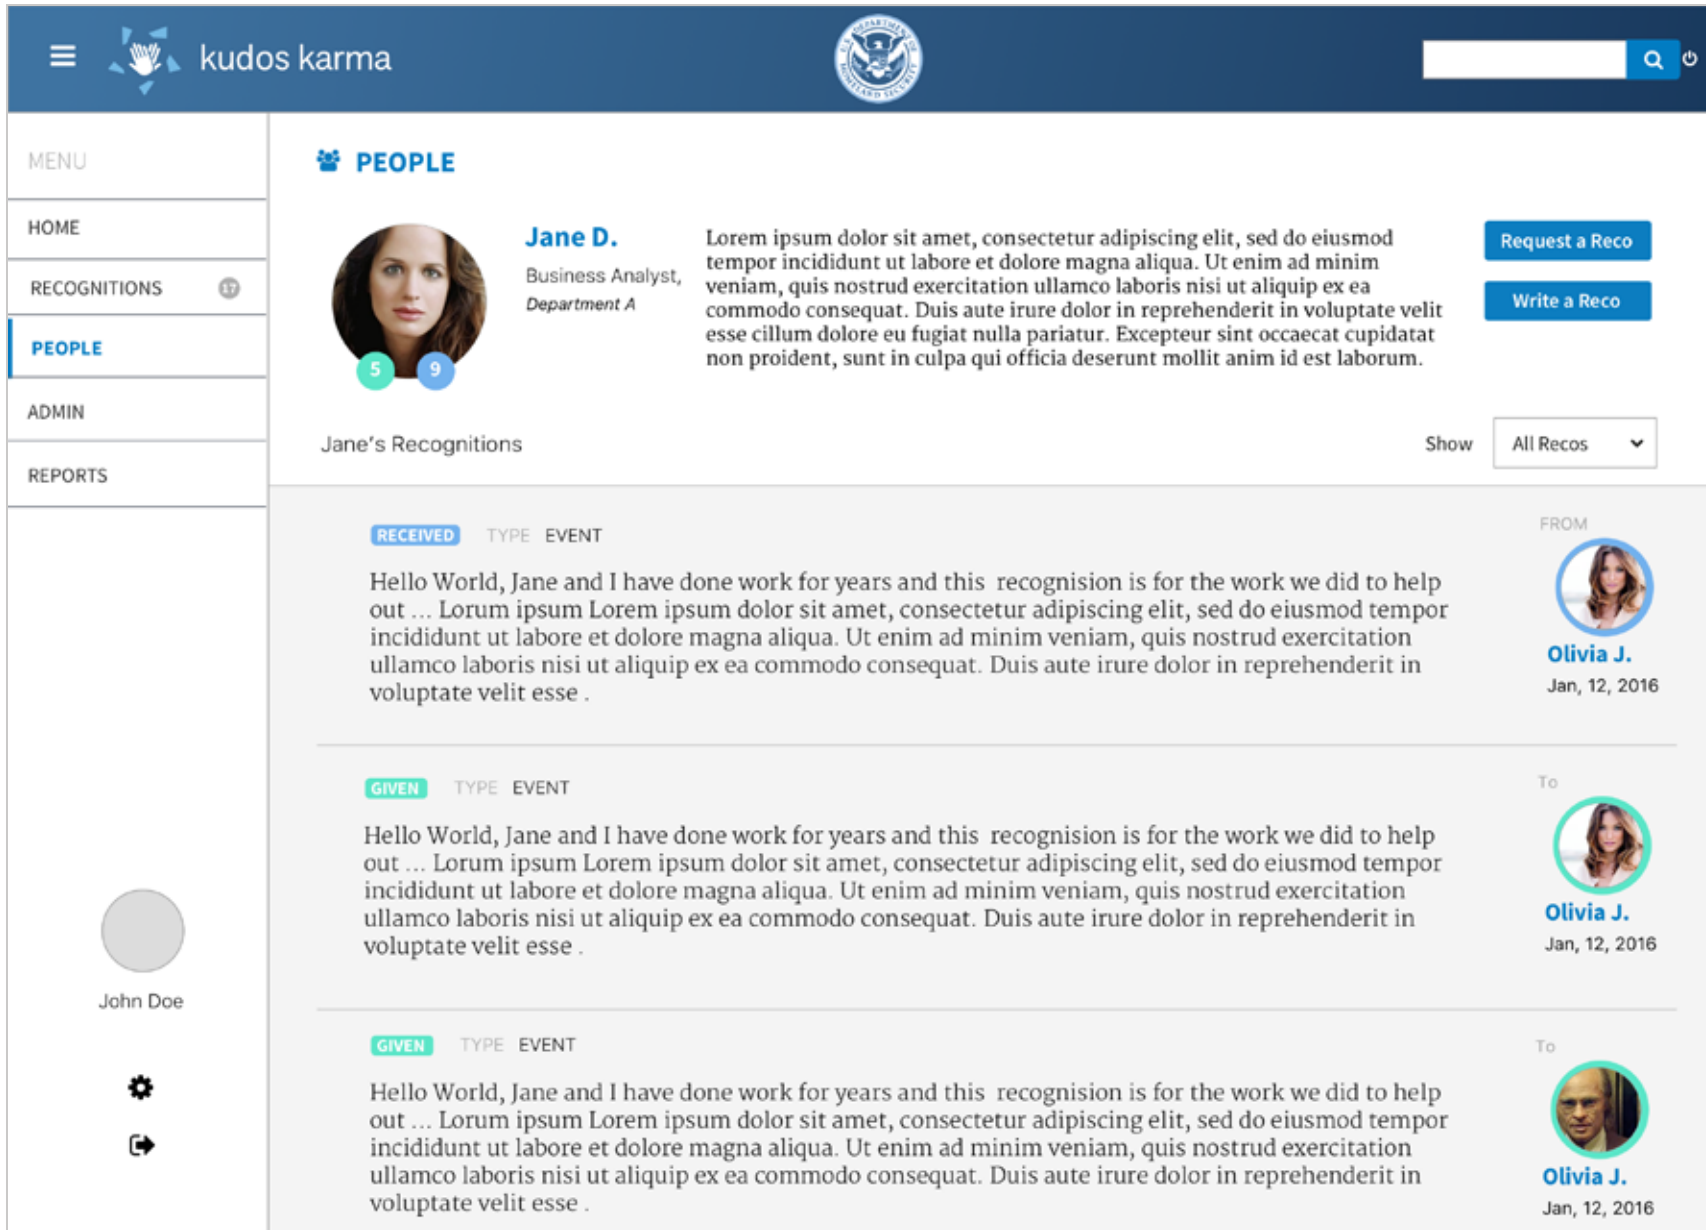 kudos karma
U.S. DEPARTMENT OF HOMELAND SECURITY
MENU
HOME
RECOGNITIONS 17
PEOPLE
ADMIN
REPORTS
John Doe
PEOPLE
5 9
Jane D.
Business Analyst,
Department A
Lorem ipsum dolor sit amet, consectetur adipiscing elit, sed do eiusmod
tempor incididunt ut labore et dolore magna aliqua. Ut enim ad minim
veniam, quis nostrud exercitation ullamco laboris nisi ut aliquip ex ea
commodo consequat. Duis aute irure dolor in reprehenderit in voluptate velit
esse cillum dolore eu fugiat nulla pariatur. Excepteur sint occaecat cupidatat
non proident, sunt in culpa qui officia deserunt mollit anim id est laborum.
Request a Reco
Write a Reco
Jane's Recognitions
Show All Recos
RECEIVED TYPE EVENT
Hello World, Jane and I have done work for years and this recognision is for the work we did to help
out ... Lorum ipsum Lorem ipsum dolor sit amet, consectetur adipiscing elit, sed do eiusmod tempor
incididunt ut labore et dolore magna aliqua. Ut enim ad minim veniam, quis nostrud exercitation
ullamco laboris nisi ut aliquip ex ea commodo consequat. Duis aute irure dolor in reprehenderit in
voluptate velit esse .
FROM
Olivia J.
Jan, 12, 2016
GIVEN TYPE EVENT
Hello World, Jane and I have done work for years and this recognision is for the work we did to help
out ... Lorum ipsum Lorem ipsum dolor sit amet, consectetur adipiscing elit, sed do eiusmod tempor
incididunt ut labore et dolore magna aliqua. Ut enim ad minim veniam, quis nostrud exercitation
ullamco laboris nisi ut aliquip ex ea commodo consequat. Duis aute irure dolor in reprehenderit in
voluptate velit esse .
To
Olivia J.
Jan, 12, 2016
GIVEN TYPE EVENT
Hello World, Jane and I have done work for years and this recognision is for the work we did to help
out ... Lorum ipsum Lorem ipsum dolor sit amet, consectetur adipiscing elit, sed do eiusmod tempor
incididunt ut labore et dolore magna aliqua. Ut enim ad minim veniam, quis nostrud exercitation
ullamco laboris nisi ut aliquip ex ea commodo consequat. Duis aute irure dolor in reprehenderit in
voluptate velit esse .
To
Olivia J.
Jan, 12, 2016